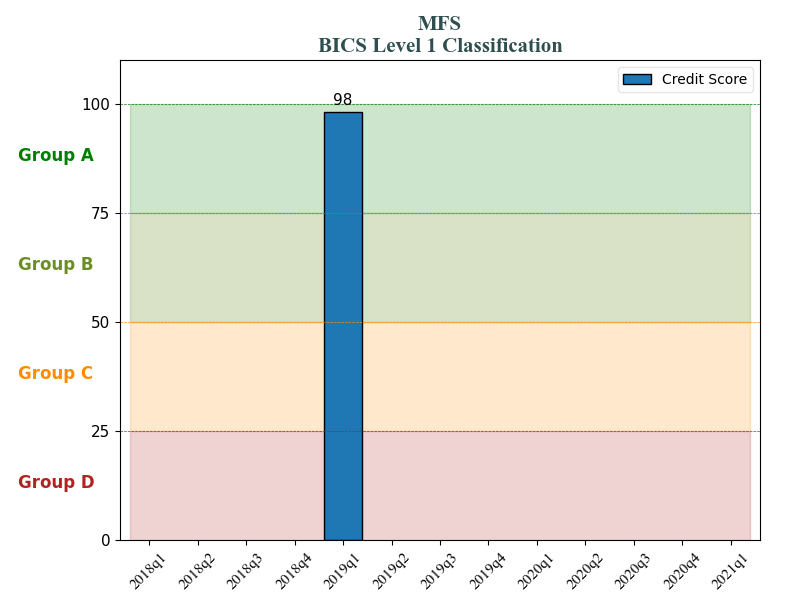 MFS
BICS Level 1 Classification
Credit Score
98
100
Group A
75
Group B
50
Group C
25
Group D
0
2018q1 2018q2 2018q3 2018q4 2019q1 2019q2 2019q3 2019q4 2020q1 2020q2 2020q3 2020q4 2021q1